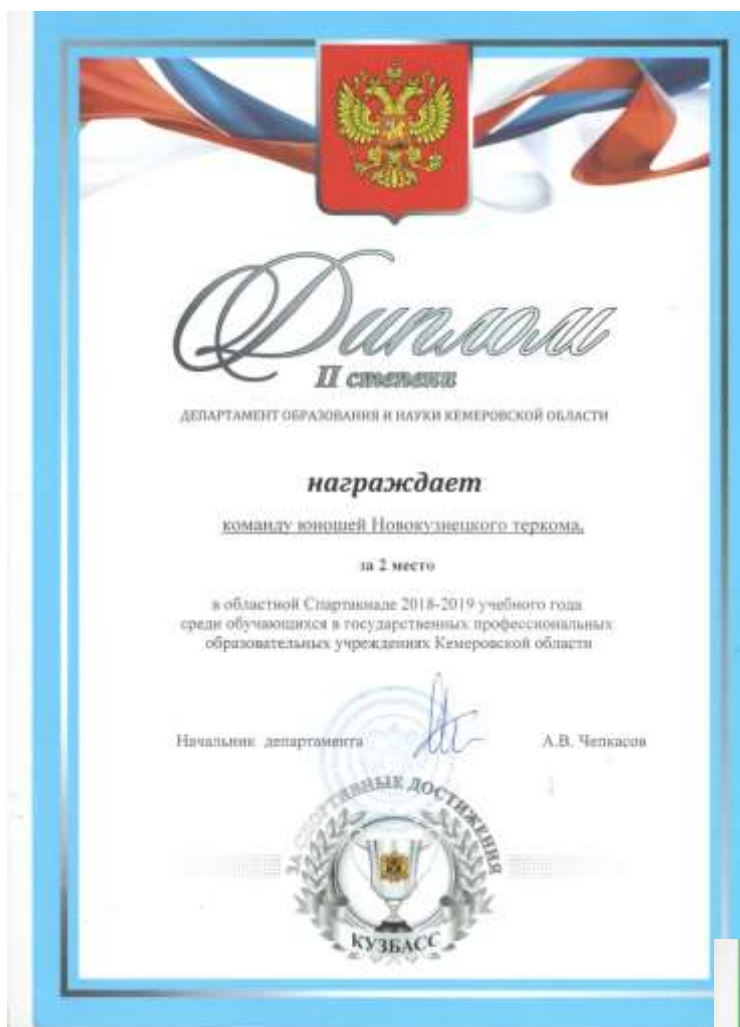 Диплом
II степени
ДЕПАРТАМЕНТ ОБРАЗОВАНИЯ И НАУКИ КЕМЕРОВСКОЙ ОБЛАСТИ
награждает
команду юношей Новокузнецкого теркома,
за 2 место
в областной Спартакиаде 2018-2019 учебного года
среди обучающихся в государственных профессиональных
образовательных учреждениях Кемеровской области
Начальник департамента А.В. Чепкасов
ЗА СПОРТИВНЫЕ ДОСТИЖЕНИЯ
КУЗБАСС